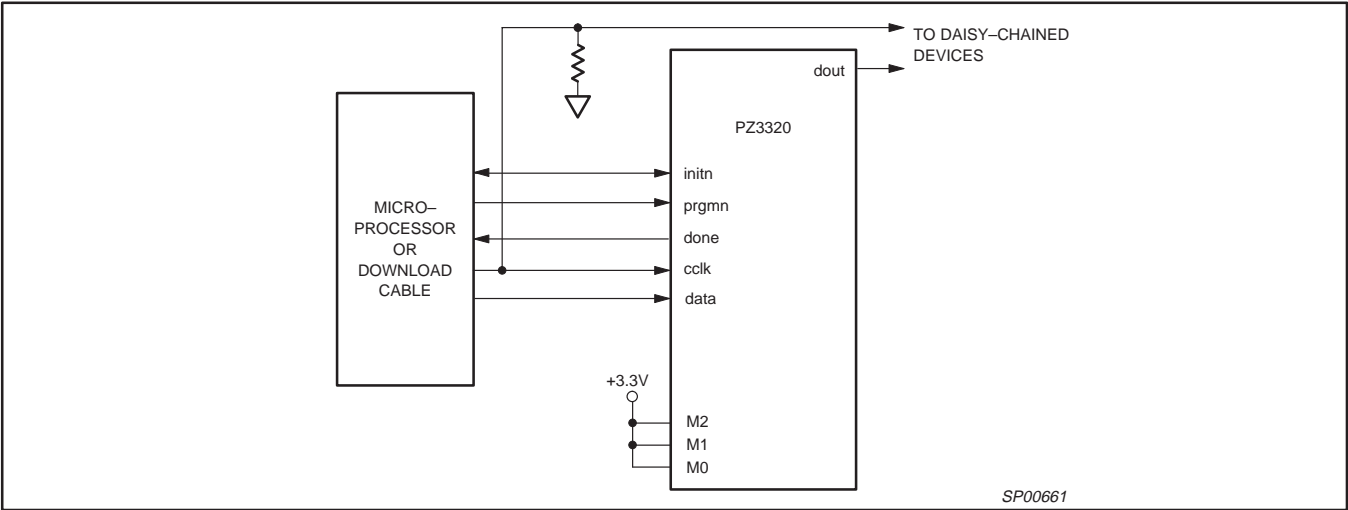 TO DAISY–CHAINED
DEVICES
dout
PZ3320
initn
prgmn
done
cclk
data
MICRO–
PROCESSOR
OR
DOWNLOAD
CABLE
+3.3V
M2
M1
M0
SP00661